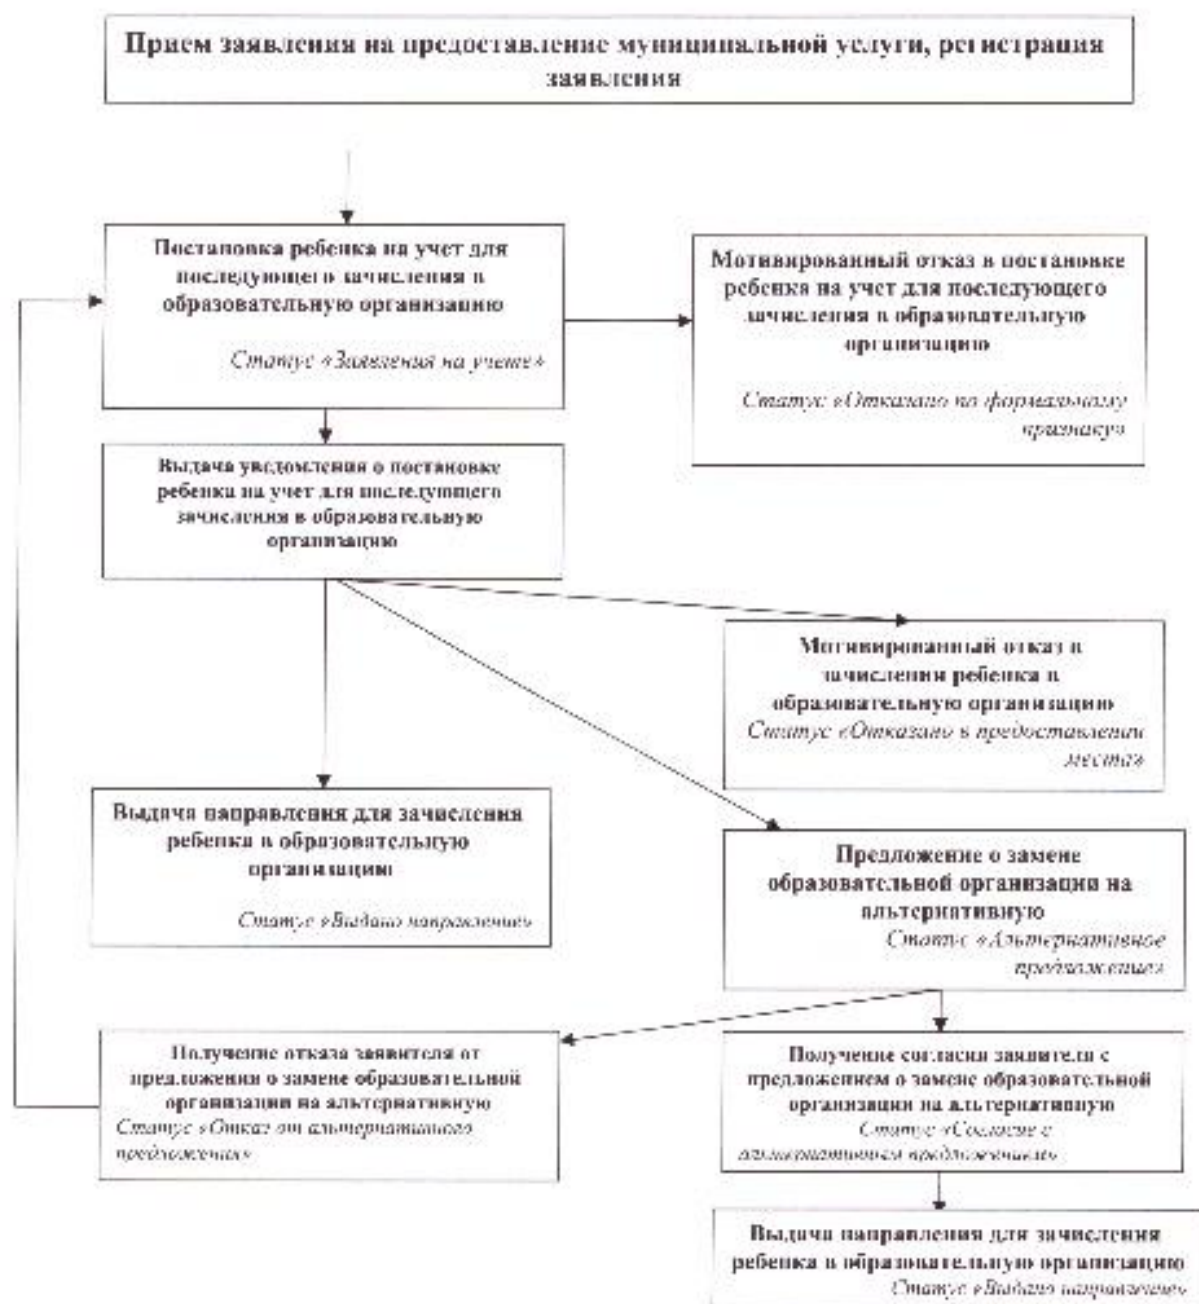 Прием заявления на предоставление муниципальной услуги, регистрация
заявления
Постановка ребенка на учет для
последующего зачисления в
образовательную организацию
Статус «Заявления на учете»
Мотивированный отказ в постановке
ребенка на учет для последующего
зачисления в образовательную
организацию
Статус «Отказано по формальному
признаку»
Выдача уведомления о постановке
ребенка на учет для последующего
зачисления в образовательную
организацию
Мотивированный отказ в
зачислении ребенка в
образовательную организацию
Статус «Отказано в предоставлении
места»
Выдача направления для зачисления
ребенка в образовательную
организацию
Статус «Выдано направление»
Предложение о замене
образовательной организации на
альтернативную
Статус «Альтернативное
предложение»
Получение отказа заявителя от
предложения о замене образовательной
организации на альтернативную
Статус «Отказ от альтернативного
предложения»
Получение согласия заявителя с
предложением о замене образовательной
организации на альтернативную
Статус «Согласие с
альтернативным предложением»
Выдача направления для зачисления
ребенка в образовательную организацию
Статус «Выдано направление»